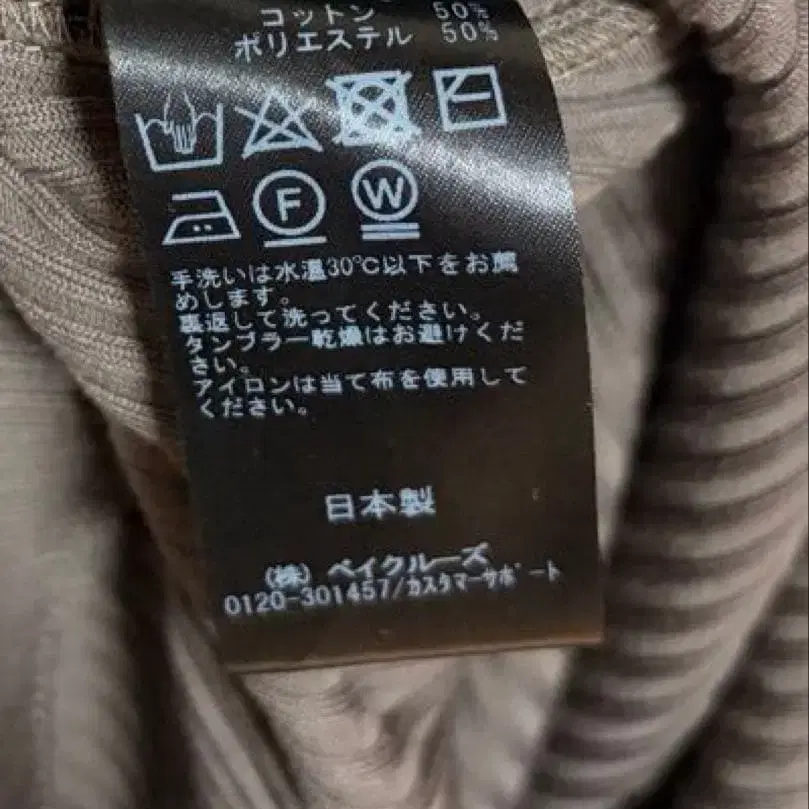 コットン 50%
ポリエステル 50%
F W
手洗いは水温30℃以下をお薦
めします。
裏返して洗ってください。
タンブラー乾燥はお避けくだ
さい。
アイロンは当て布を使用して
ください。
日本製
(株) ベイクルーズ
0120-301457/カスタマーサポート